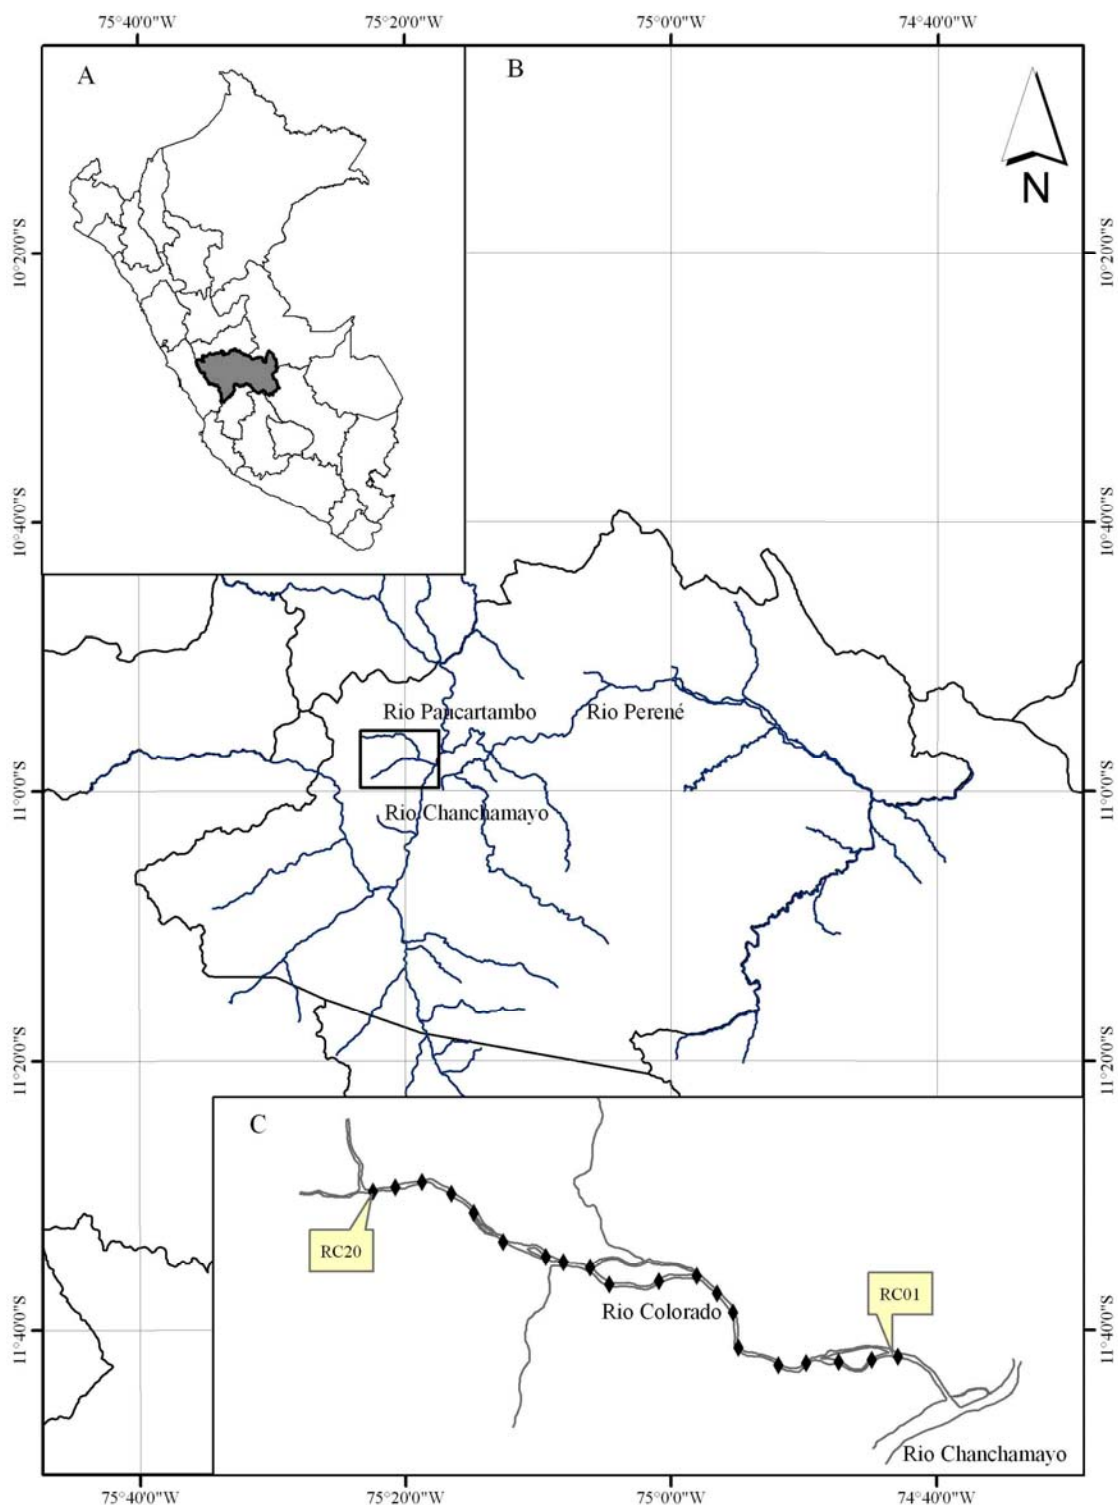 75°40'0"W 75°20'0"W 75°0'0"W 74°40'0"W
A
B
N
10°20'0"S 10°20'0"S
10°40'0"S 10°40'0"S
Rio Paucartambo
Rio Perené
11°0'0"S 11°0'0"S
Rio Chanchamayo
11°20'0"S 11°20'0"S
C
RC20
RC01
Rio Colorado
11°40'0"S 11°40'0"S
Rio Chanchamayo
75°40'0"W 75°20'0"W 75°0'0"W 74°40'0"W